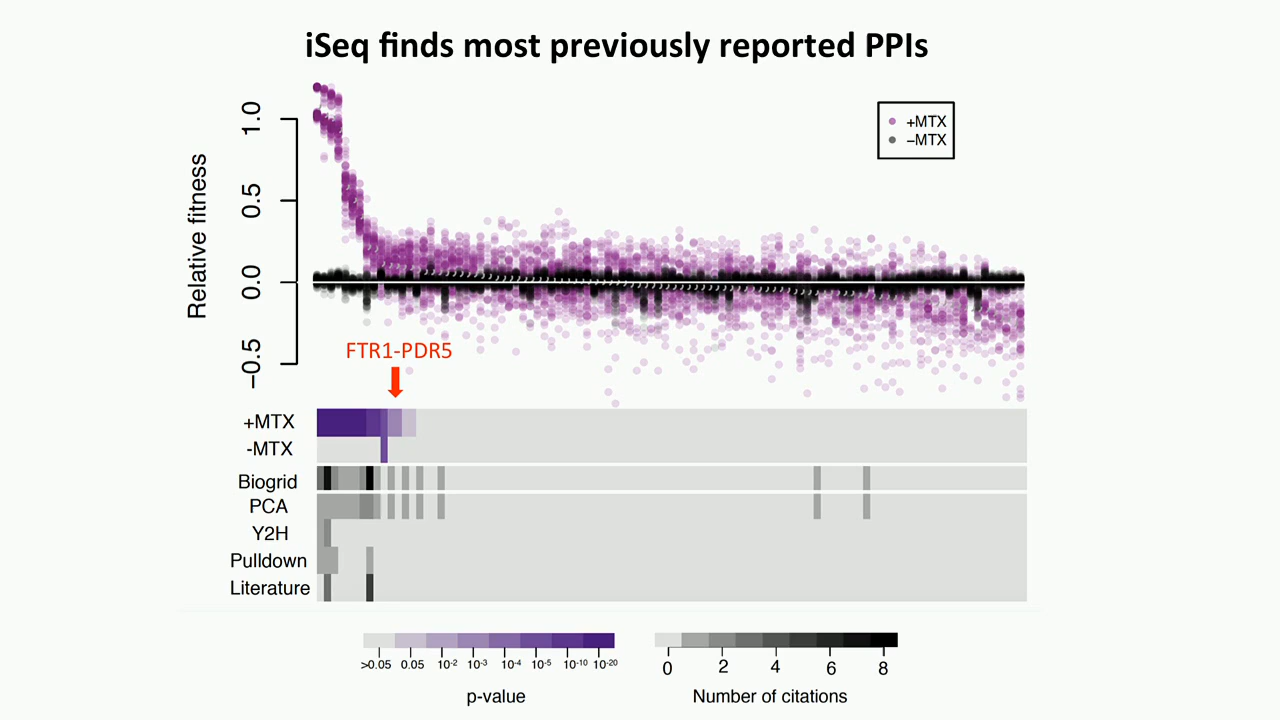 iSeq finds most previously reported PPIs
Relative fitness
1.0
0.5
0.0
−0.5
+MTX
−MTX
FTR1-PDR5
+MTX
-MTX
Biogrid
PCA
Y2H
Pulldown
Literature
>0.05 0.05 10-2 10-3 10-4 10-5 10-10 10-20
p-value
0 2 4 6 8
Number of citations